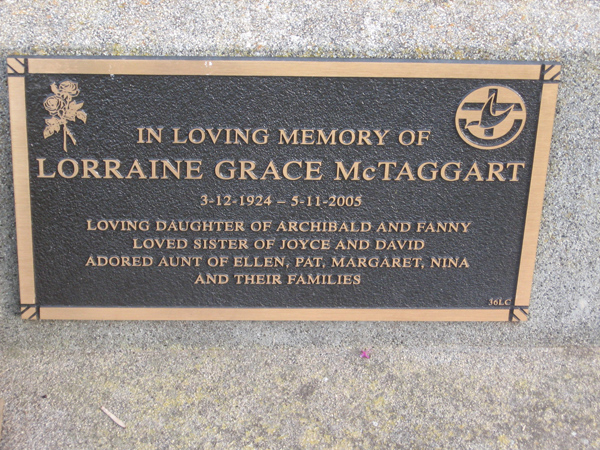 IN LOVING MEMORY OF
LORRAINE GRACE McTAGGART
3-12-1924 – 5-11-2005
LOVING DAUGHTER OF ARCHIBALD AND FANNY
LOVED SISTER OF JOYCE AND DAVID
ADORED AUNT OF ELLEN, PAT, MARGARET, NINA
AND THEIR FAMILIES
36LC